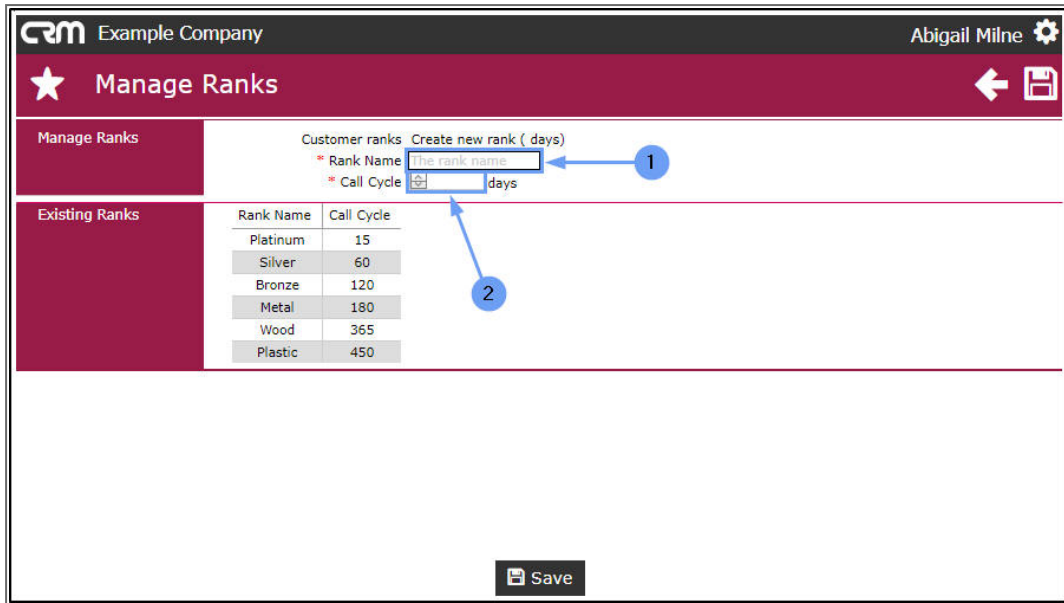 CRM Example Company Abigail Milne
Manage Ranks
Manage Ranks
Customer ranks Create new rank ( days)
* Rank Name The rank name 1
* Call Cycle days
Existing Ranks
Rank Name Call Cycle
Platinum 15
Silver 60
2
Bronze 120
Metal 180
Wood 365
Plastic 450
Save